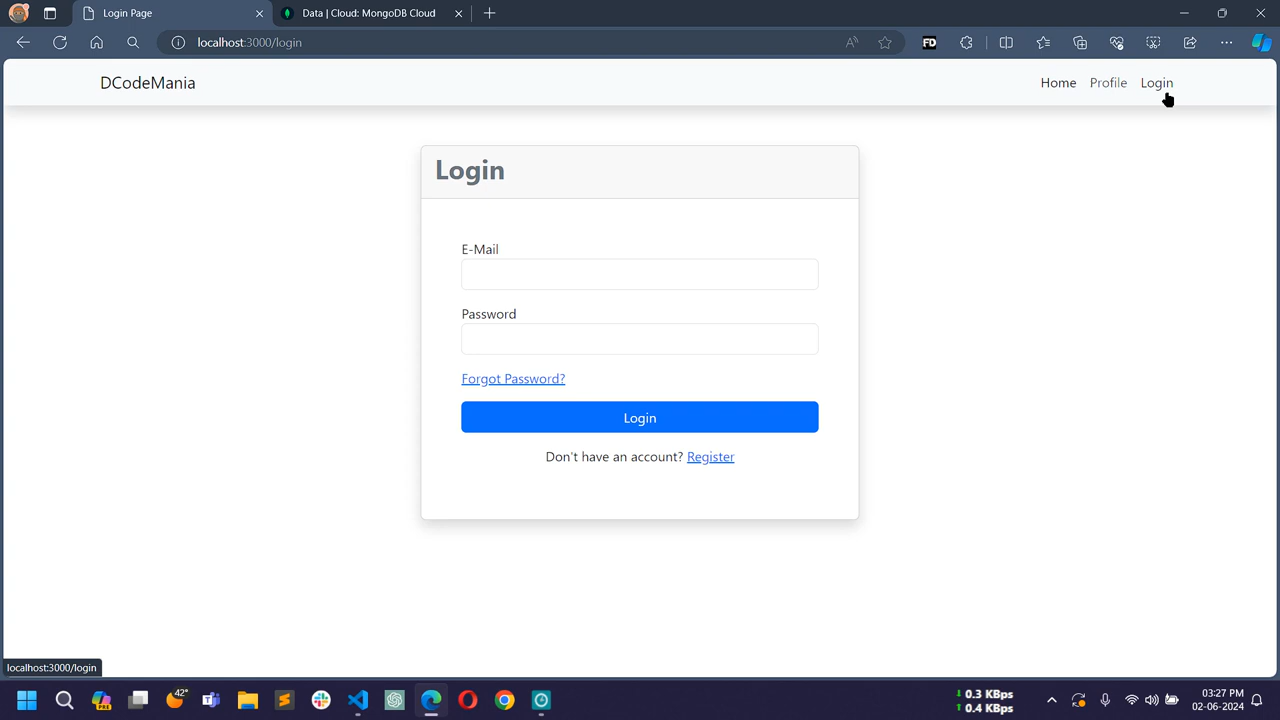 Login Page
Data | Cloud: MongoDB Cloud
localhost:3000/login
DCodeMania
Home Profile Login
Login
E-Mail
Password
Forgot Password?
Login
Don't have an account? Register
localhost:3000/login
42°
0.3 KBps
0.4 KBps
03:27 PM
02-06-2024
FD
PRE